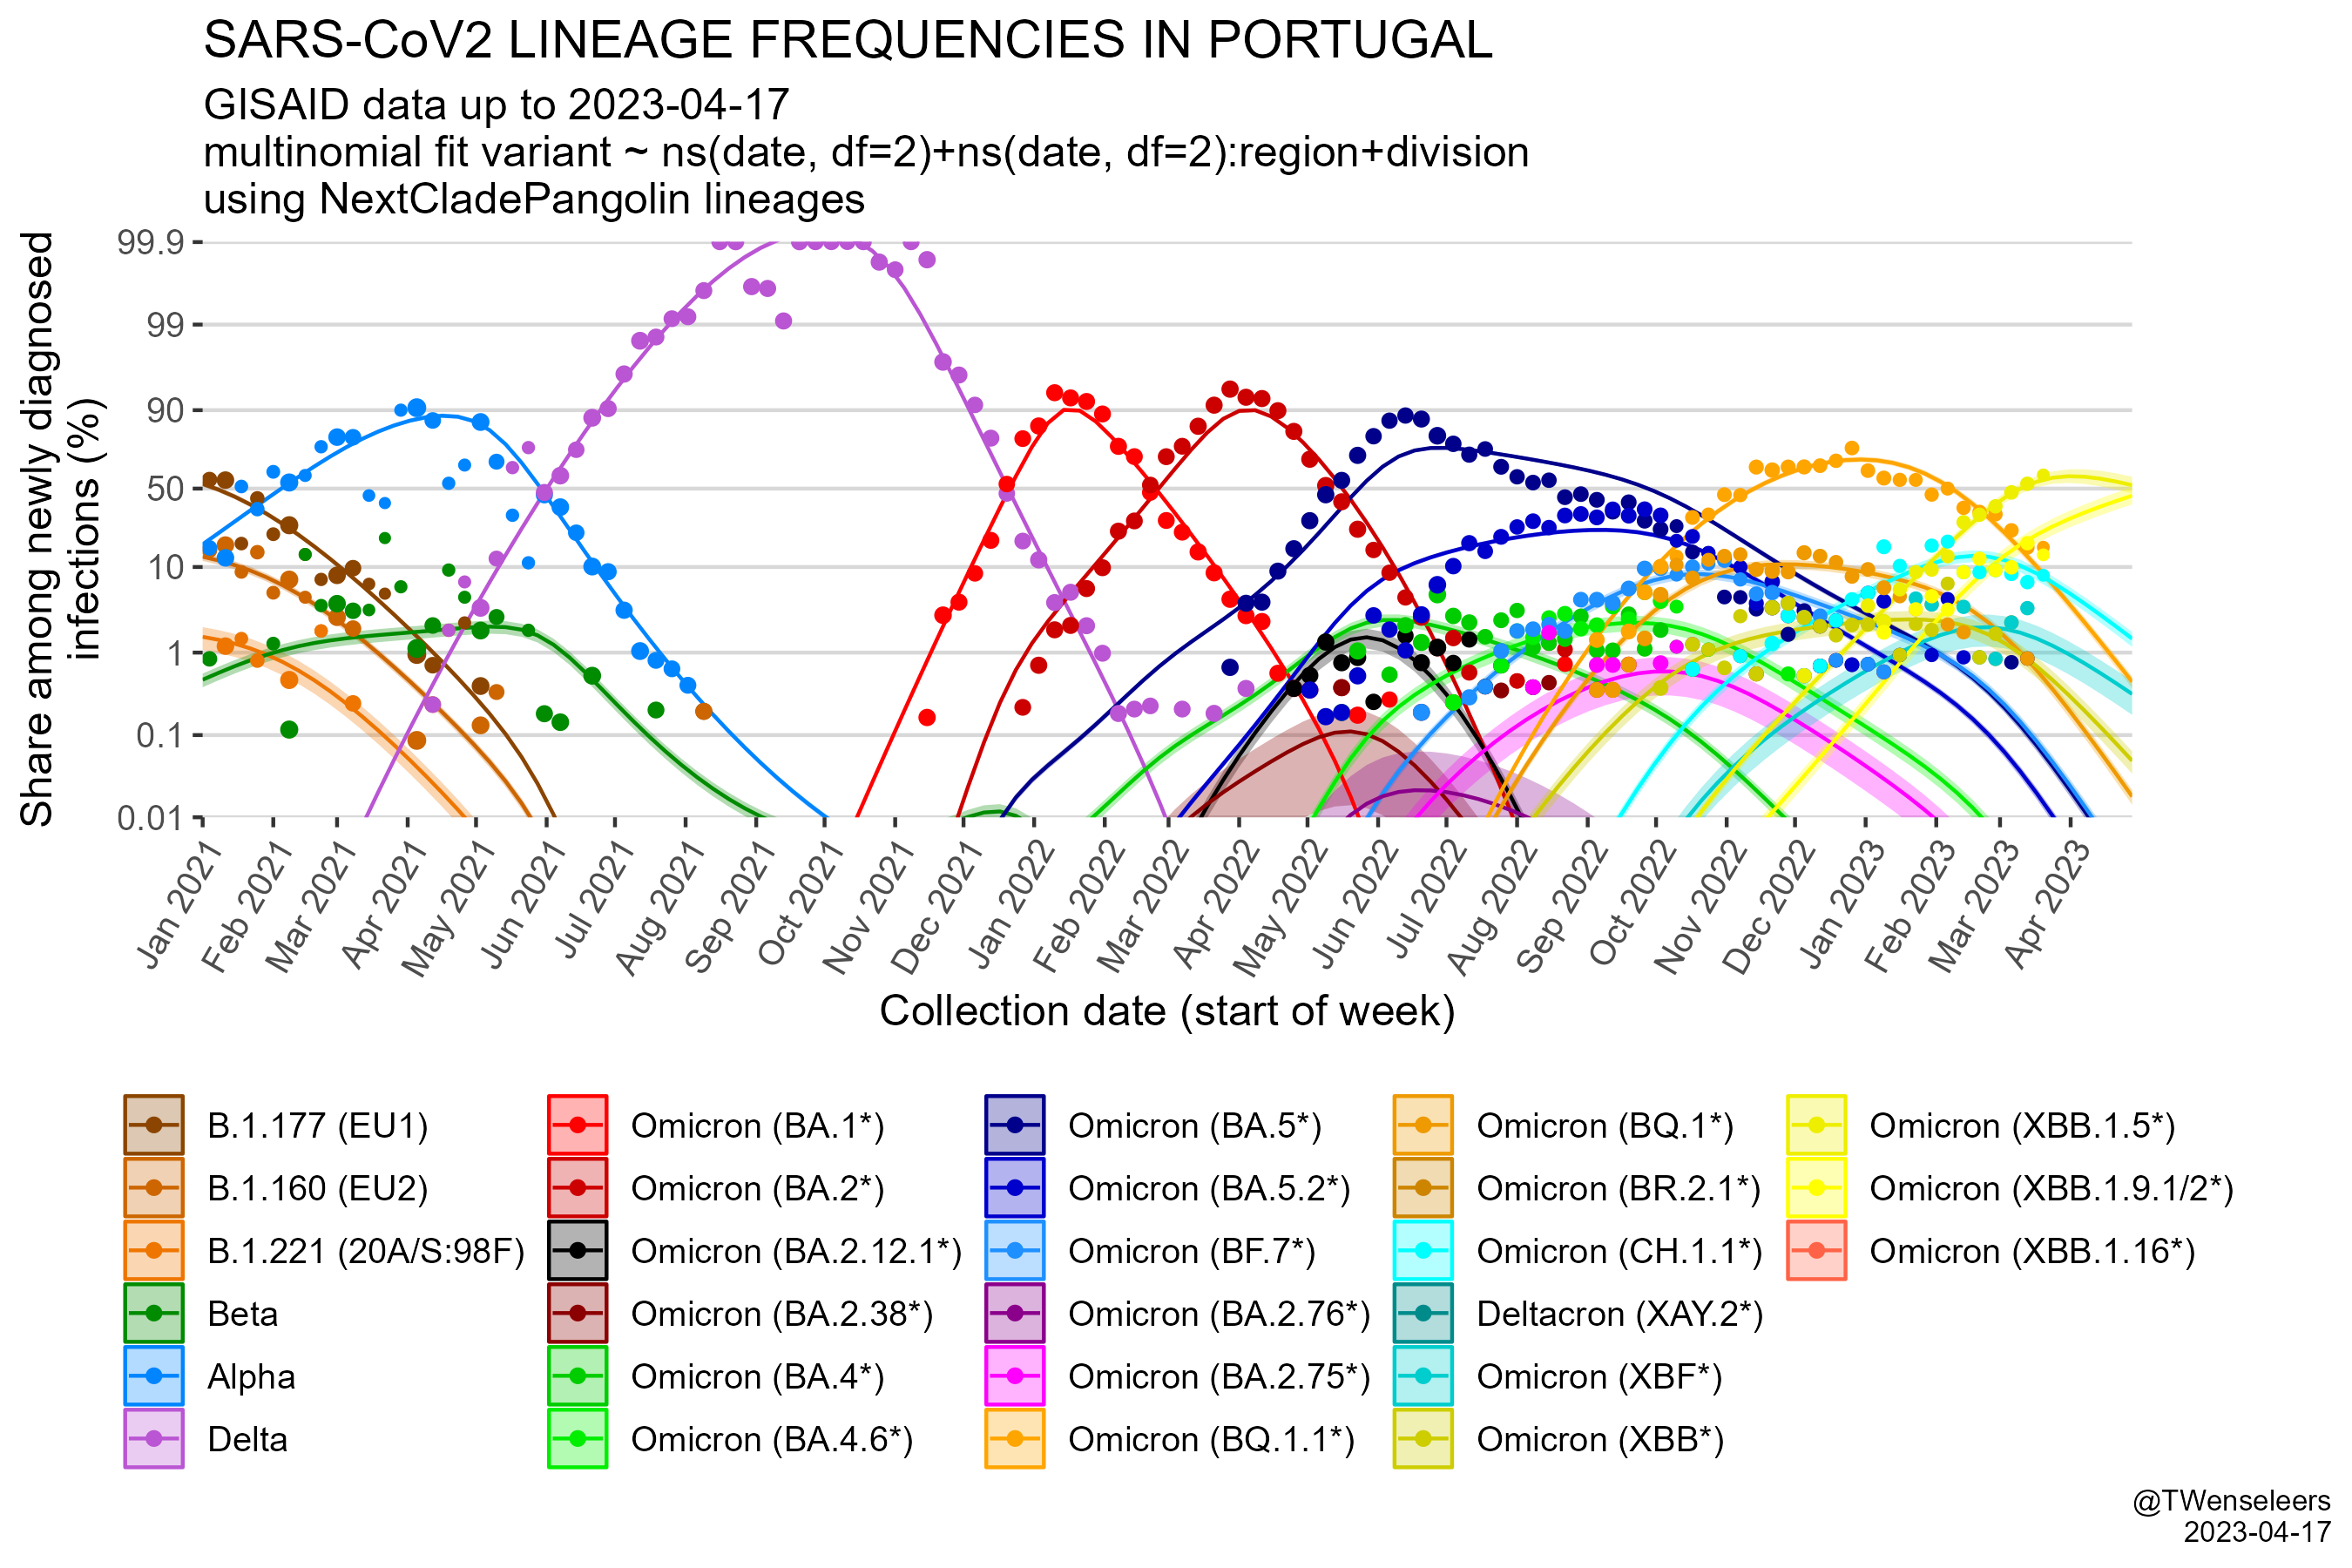 SARS-CoV2 LINEAGE FREQUENCIES IN PORTUGAL
GISAID data up to 2023-04-17
multinomial fit variant ~ ns(date, df=2)+ns(date, df=2):region+division
using NextCladePangolin lineages
Share among newly diagnosed
infections (%)
99.9
99
90
50
10
1
0.1
0.01
Jan 2021
Feb 2021
Mar 2021
Apr 2021
May 2021
Jun 2021
Jul 2021
Aug 2021
Sep 2021
Oct 2021
Nov 2021
Dec 2021
Jan 2022
Feb 2022
Mar 2022
Apr 2022
May 2022
Jun 2022
Jul 2022
Aug 2022
Sep 2022
Oct 2022
Nov 2022
Dec 2022
Jan 2023
Feb 2023
Mar 2023
Apr 2023
Collection date (start of week)
B.1.177 (EU1)
B.1.160 (EU2)
B.1.221 (20A/S:98F)
Beta
Alpha
Delta
Omicron (BA.1*)
Omicron (BA.2*)
Omicron (BA.2.12.1*)
Omicron (BA.2.38*)
Omicron (BA.4*)
Omicron (BA.4.6*)
Omicron (BA.5*)
Omicron (BA.5.2*)
Omicron (BF.7*)
Omicron (BA.2.76*)
Omicron (BA.2.75*)
Omicron (BQ.1.1*)
Omicron (BQ.1*)
Omicron (BR.2.1*)
Omicron (CH.1.1*)
Deltacron (XAY.2*)
Omicron (XBF*)
Omicron (XBB*)
Omicron (XBB.1.5*)
Omicron (XBB.1.9.1/2*)
Omicron (XBB.1.16*)
@TWenseleers
2023-04-17